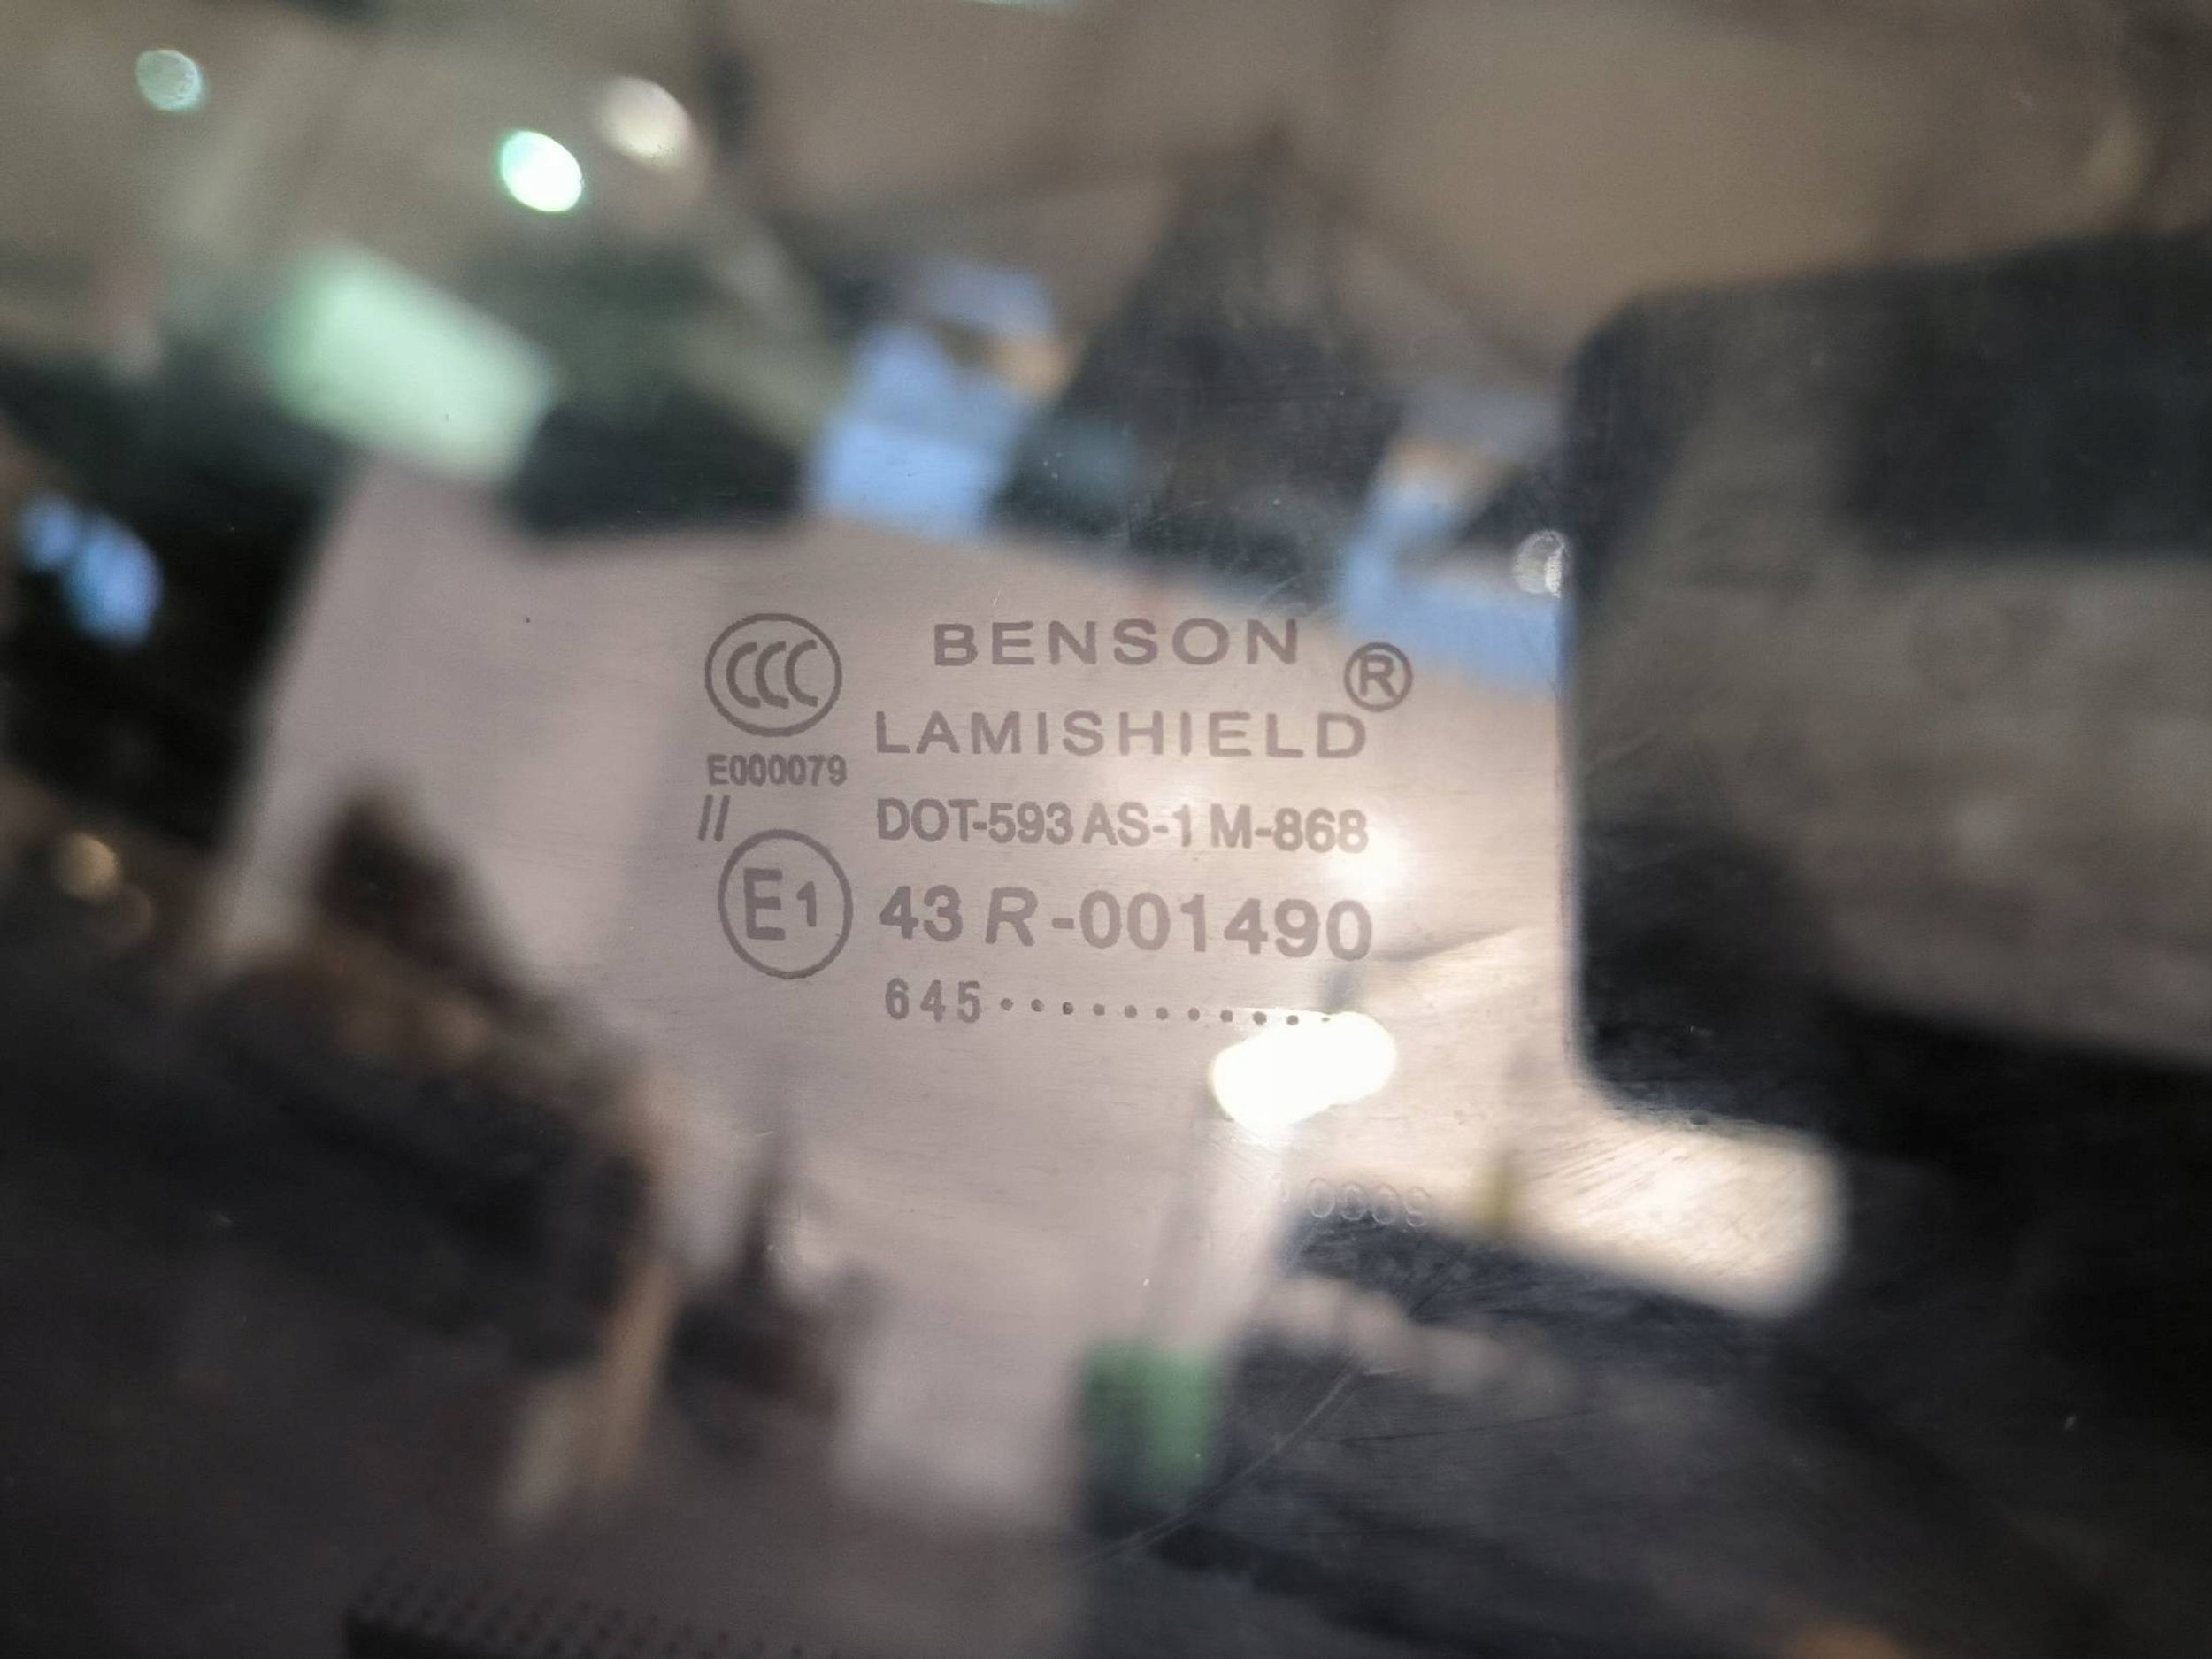 CCC
BENSON ®
LAMISHIELD
E000079
// DOT-593 AS-1 M-868
E1 43 R-001490
645 . . . . . . . . . . .